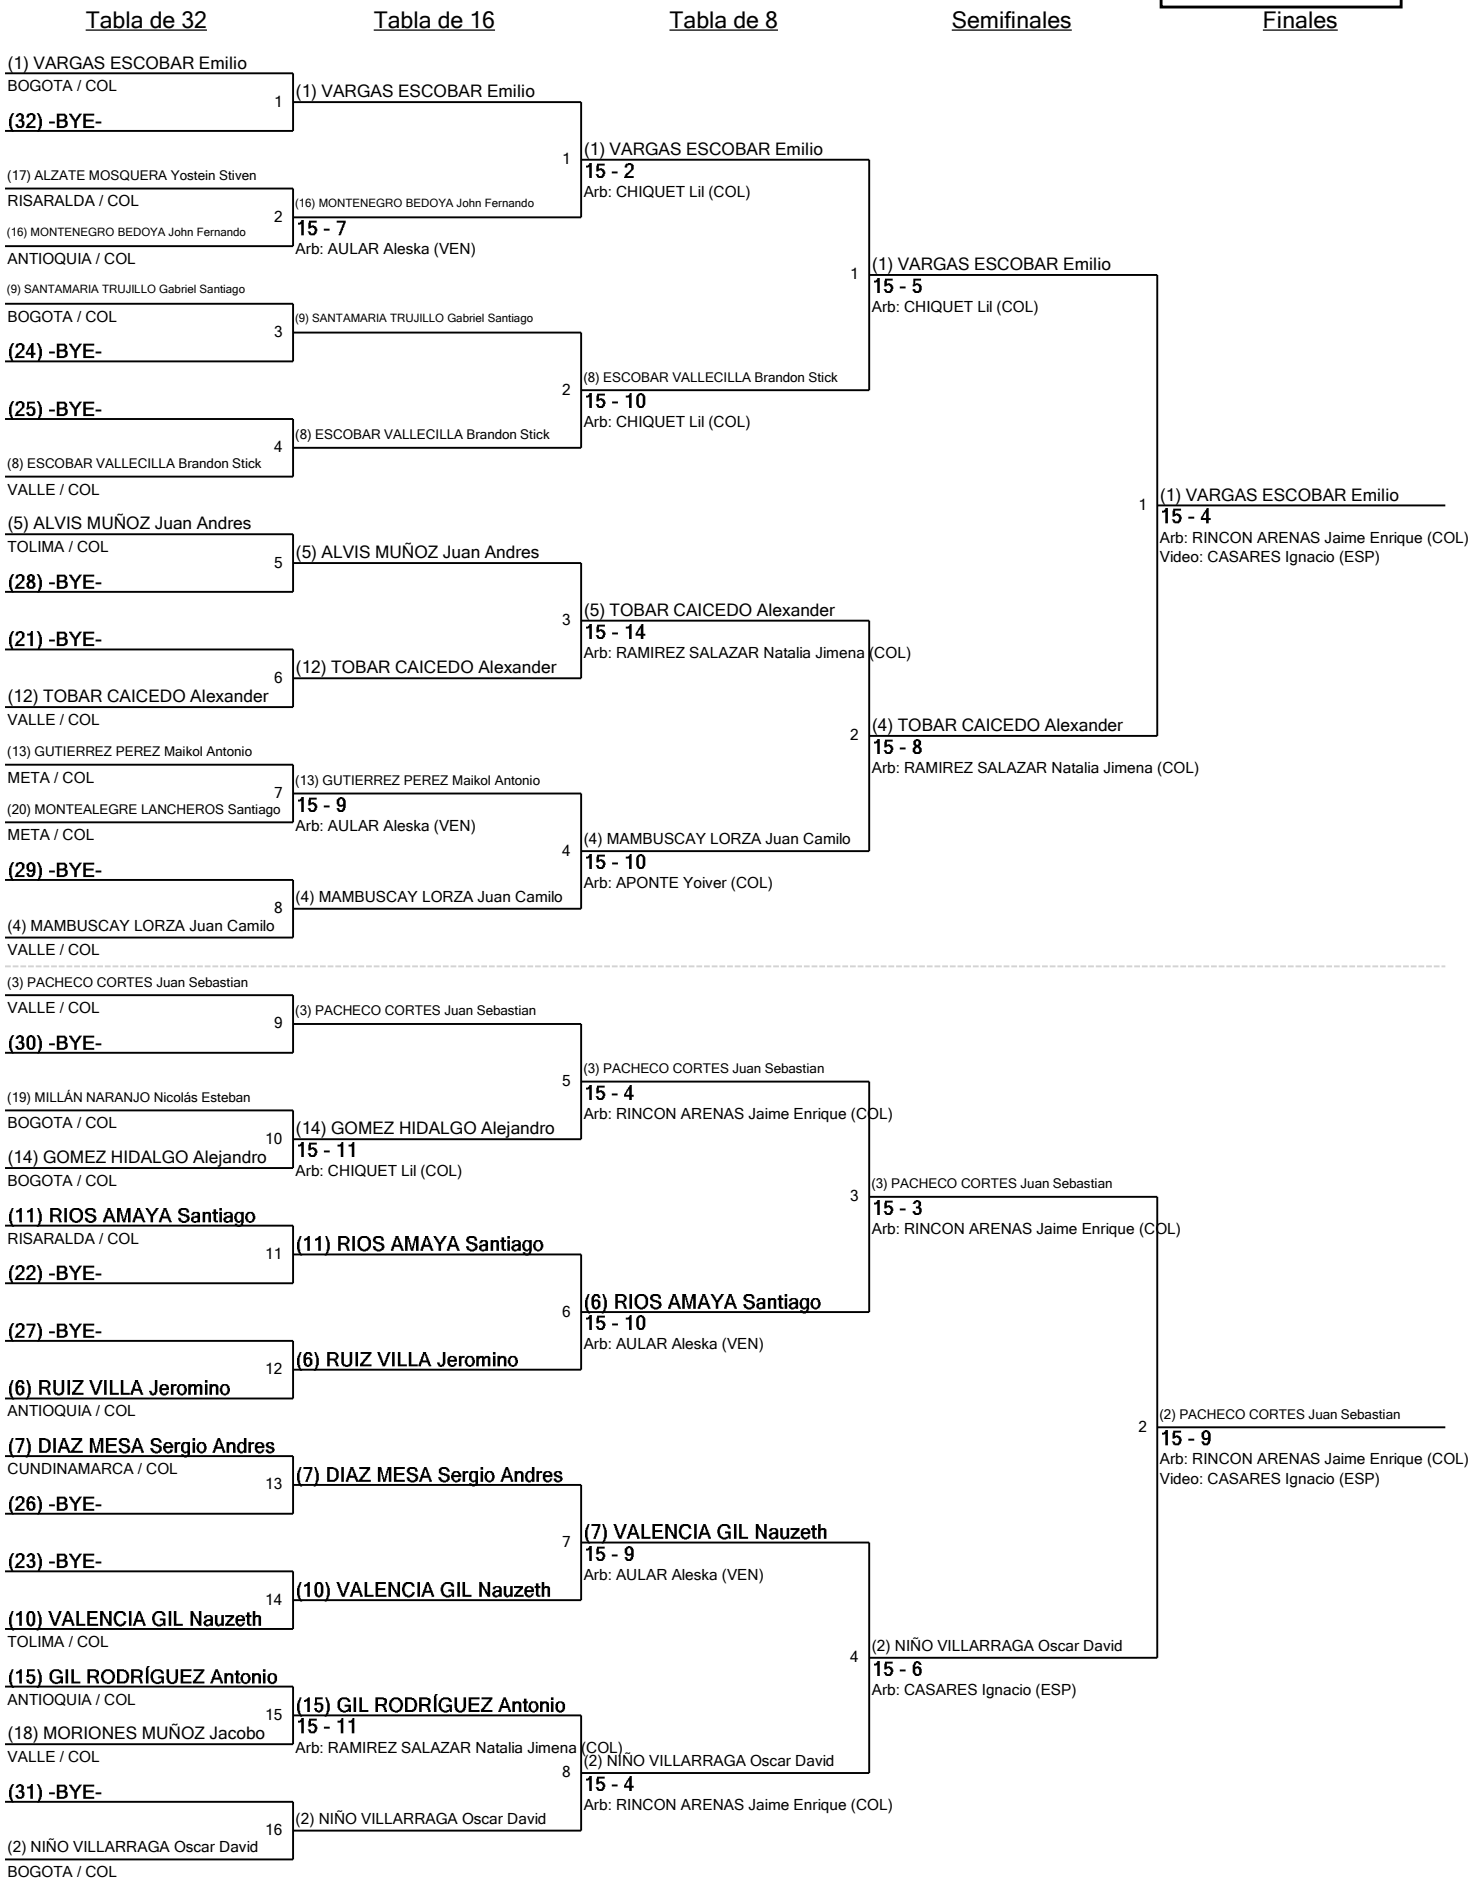 Tabla de 32
Tabla de 16
Tabla de 8
Semifinales
Finales
(1) VARGAS ESCOBAR Emilio
BOGOTA / COL
1
(32) -BYE-
(17) ALZATE MOSQUERA Yostein Stiven
RISARALDA / COL
2
(16) MONTENEGRO BEDOYA John Fernando
ANTIOQUIA / COL
(9) SANTAMARIA TRUJILLO Gabriel Santiago
BOGOTA / COL
3
(24) -BYE-
(25) -BYE-
4
(8) ESCOBAR VALLECILLA Brandon Stick
VALLE / COL
(5) ALVIS MUÑOZ Juan Andres
TOLIMA / COL
5
(28) -BYE-
(21) -BYE-
6
(12) TOBAR CAICEDO Alexander
VALLE / COL
(13) GUTIERREZ PEREZ Maikol Antonio
META / COL
7
(20) MONTEALEGRE LANCHEROS Santiago
META / COL
(29) -BYE-
8
(4) MAMBUSCAY LORZA Juan Camilo
VALLE / COL
(3) PACHECO CORTES Juan Sebastian
VALLE / COL
9
(30) -BYE-
(19) MILLÁN NARANJO Nicolás Esteban
BOGOTA / COL
10
(14) GOMEZ HIDALGO Alejandro
BOGOTA / COL
(11) RIOS AMAYA Santiago
RISARALDA / COL
11
(22) -BYE-
(27) -BYE-
12
(6) RUIZ VILLA Jeromino
ANTIOQUIA / COL
(7) DIAZ MESA Sergio Andres
CUNDINAMARCA / COL
13
(26) -BYE-
(23) -BYE-
14
(10) VALENCIA GIL Nauzeth
TOLIMA / COL
(15) GIL RODRÍGUEZ Antonio
ANTIOQUIA / COL
15
(18) MORIONES MUÑOZ Jacobo
VALLE / COL
(31) -BYE-
16
(2) NIÑO VILLARRAGA Oscar David
BOGOTA / COL
(1) VARGAS ESCOBAR Emilio
1
(16) MONTENEGRO BEDOYA John Fernando
15 - 7
Arb: AULAR Aleska (VEN)
(9) SANTAMARIA TRUJILLO Gabriel Santiago
2
(8) ESCOBAR VALLECILLA Brandon Stick
(5) ALVIS MUÑOZ Juan Andres
3
(12) TOBAR CAICEDO Alexander
(13) GUTIERREZ PEREZ Maikol Antonio
15 - 9
Arb: AULAR Aleska (VEN)
4
(4) MAMBUSCAY LORZA Juan Camilo
(3) PACHECO CORTES Juan Sebastian
5
(14) GOMEZ HIDALGO Alejandro
15 - 11
Arb: CHIQUET Lil (COL)
(11) RIOS AMAYA Santiago
6
(6) RUIZ VILLA Jeromino
(7) DIAZ MESA Sergio Andres
7
(10) VALENCIA GIL Nauzeth
(15) GIL RODRÍGUEZ Antonio
15 - 11
Arb: RAMIREZ SALAZAR Natalia Jimena (COL)
8
(2) NIÑO VILLARRAGA Oscar David
(1) VARGAS ESCOBAR Emilio
15 - 2
Arb: CHIQUET Lil (COL)
1
(8) ESCOBAR VALLECILLA Brandon Stick
15 - 10
Arb: CHIQUET Lil (COL)
(5) TOBAR CAICEDO Alexander
15 - 14
Arb: RAMIREZ SALAZAR Natalia Jimena (COL)
2
(4) MAMBUSCAY LORZA Juan Camilo
15 - 10
Arb: APONTE Yoiver (COL)
(3) PACHECO CORTES Juan Sebastian
15 - 4
Arb: RINCON ARENAS Jaime Enrique (COL)
3
(6) RIOS AMAYA Santiago
15 - 10
Arb: AULAR Aleska (VEN)
(7) VALENCIA GIL Nauzeth
15 - 9
Arb: AULAR Aleska (VEN)
4
(2) NIÑO VILLARRAGA Oscar David
15 - 4
Arb: RINCON ARENAS Jaime Enrique (COL)
(1) VARGAS ESCOBAR Emilio
15 - 5
Arb: CHIQUET Lil (COL)
1
(4) TOBAR CAICEDO Alexander
15 - 8
Arb: RAMIREZ SALAZAR Natalia Jimena (COL)
(3) PACHECO CORTES Juan Sebastian
15 - 3
Arb: RINCON ARENAS Jaime Enrique (COL)
2
(2) NIÑO VILLARRAGA Oscar David
15 - 6
Arb: CASARES Ignacio (ESP)
(1) VARGAS ESCOBAR Emilio
15 - 4
Arb: RINCON ARENAS Jaime Enrique (COL)
Video: CASARES Ignacio (ESP)
(2) PACHECO CORTES Juan Sebastian
15 - 9
Arb: RINCON ARENAS Jaime Enrique (COL)
Video: CASARES Ignacio (ESP)